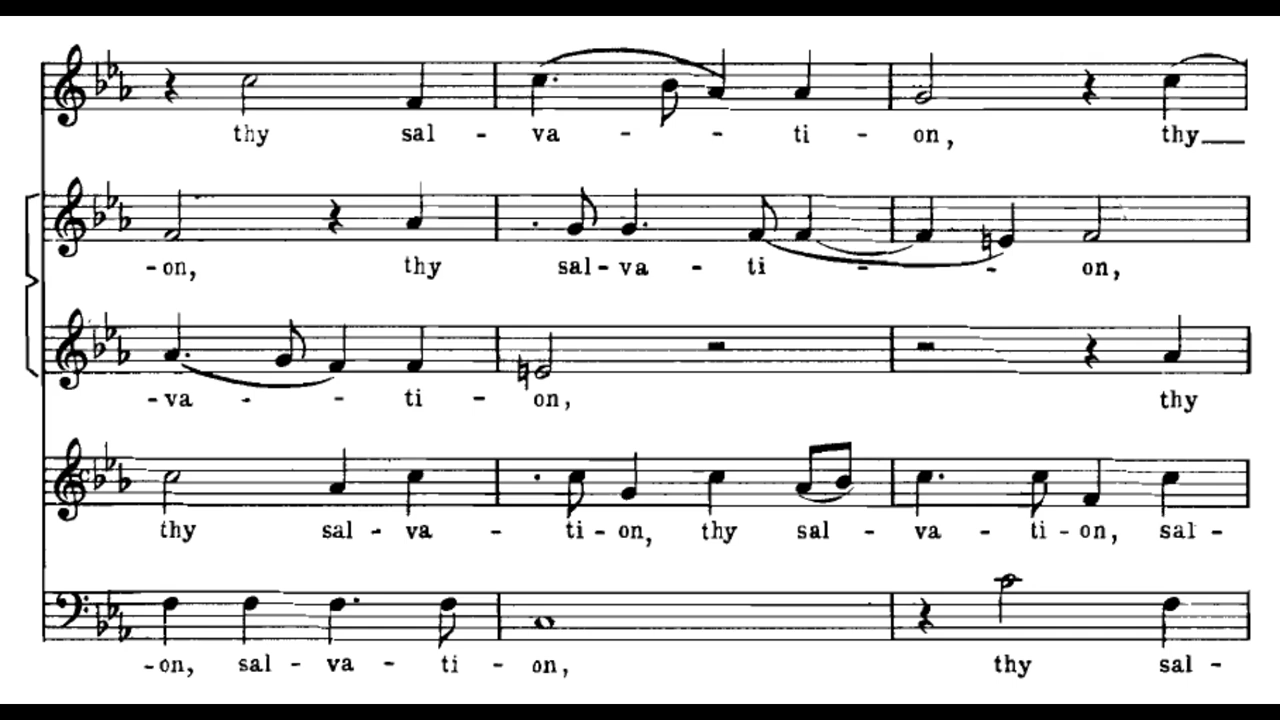 thy sal - va - - ti - on, thy
-on, thy sal - va - ti - - on,
-va - - ti - on, thy
thy sal - va - ti - on, thy sal - va - ti - on, sal -
-on, sal - va - ti - on, thy sal -